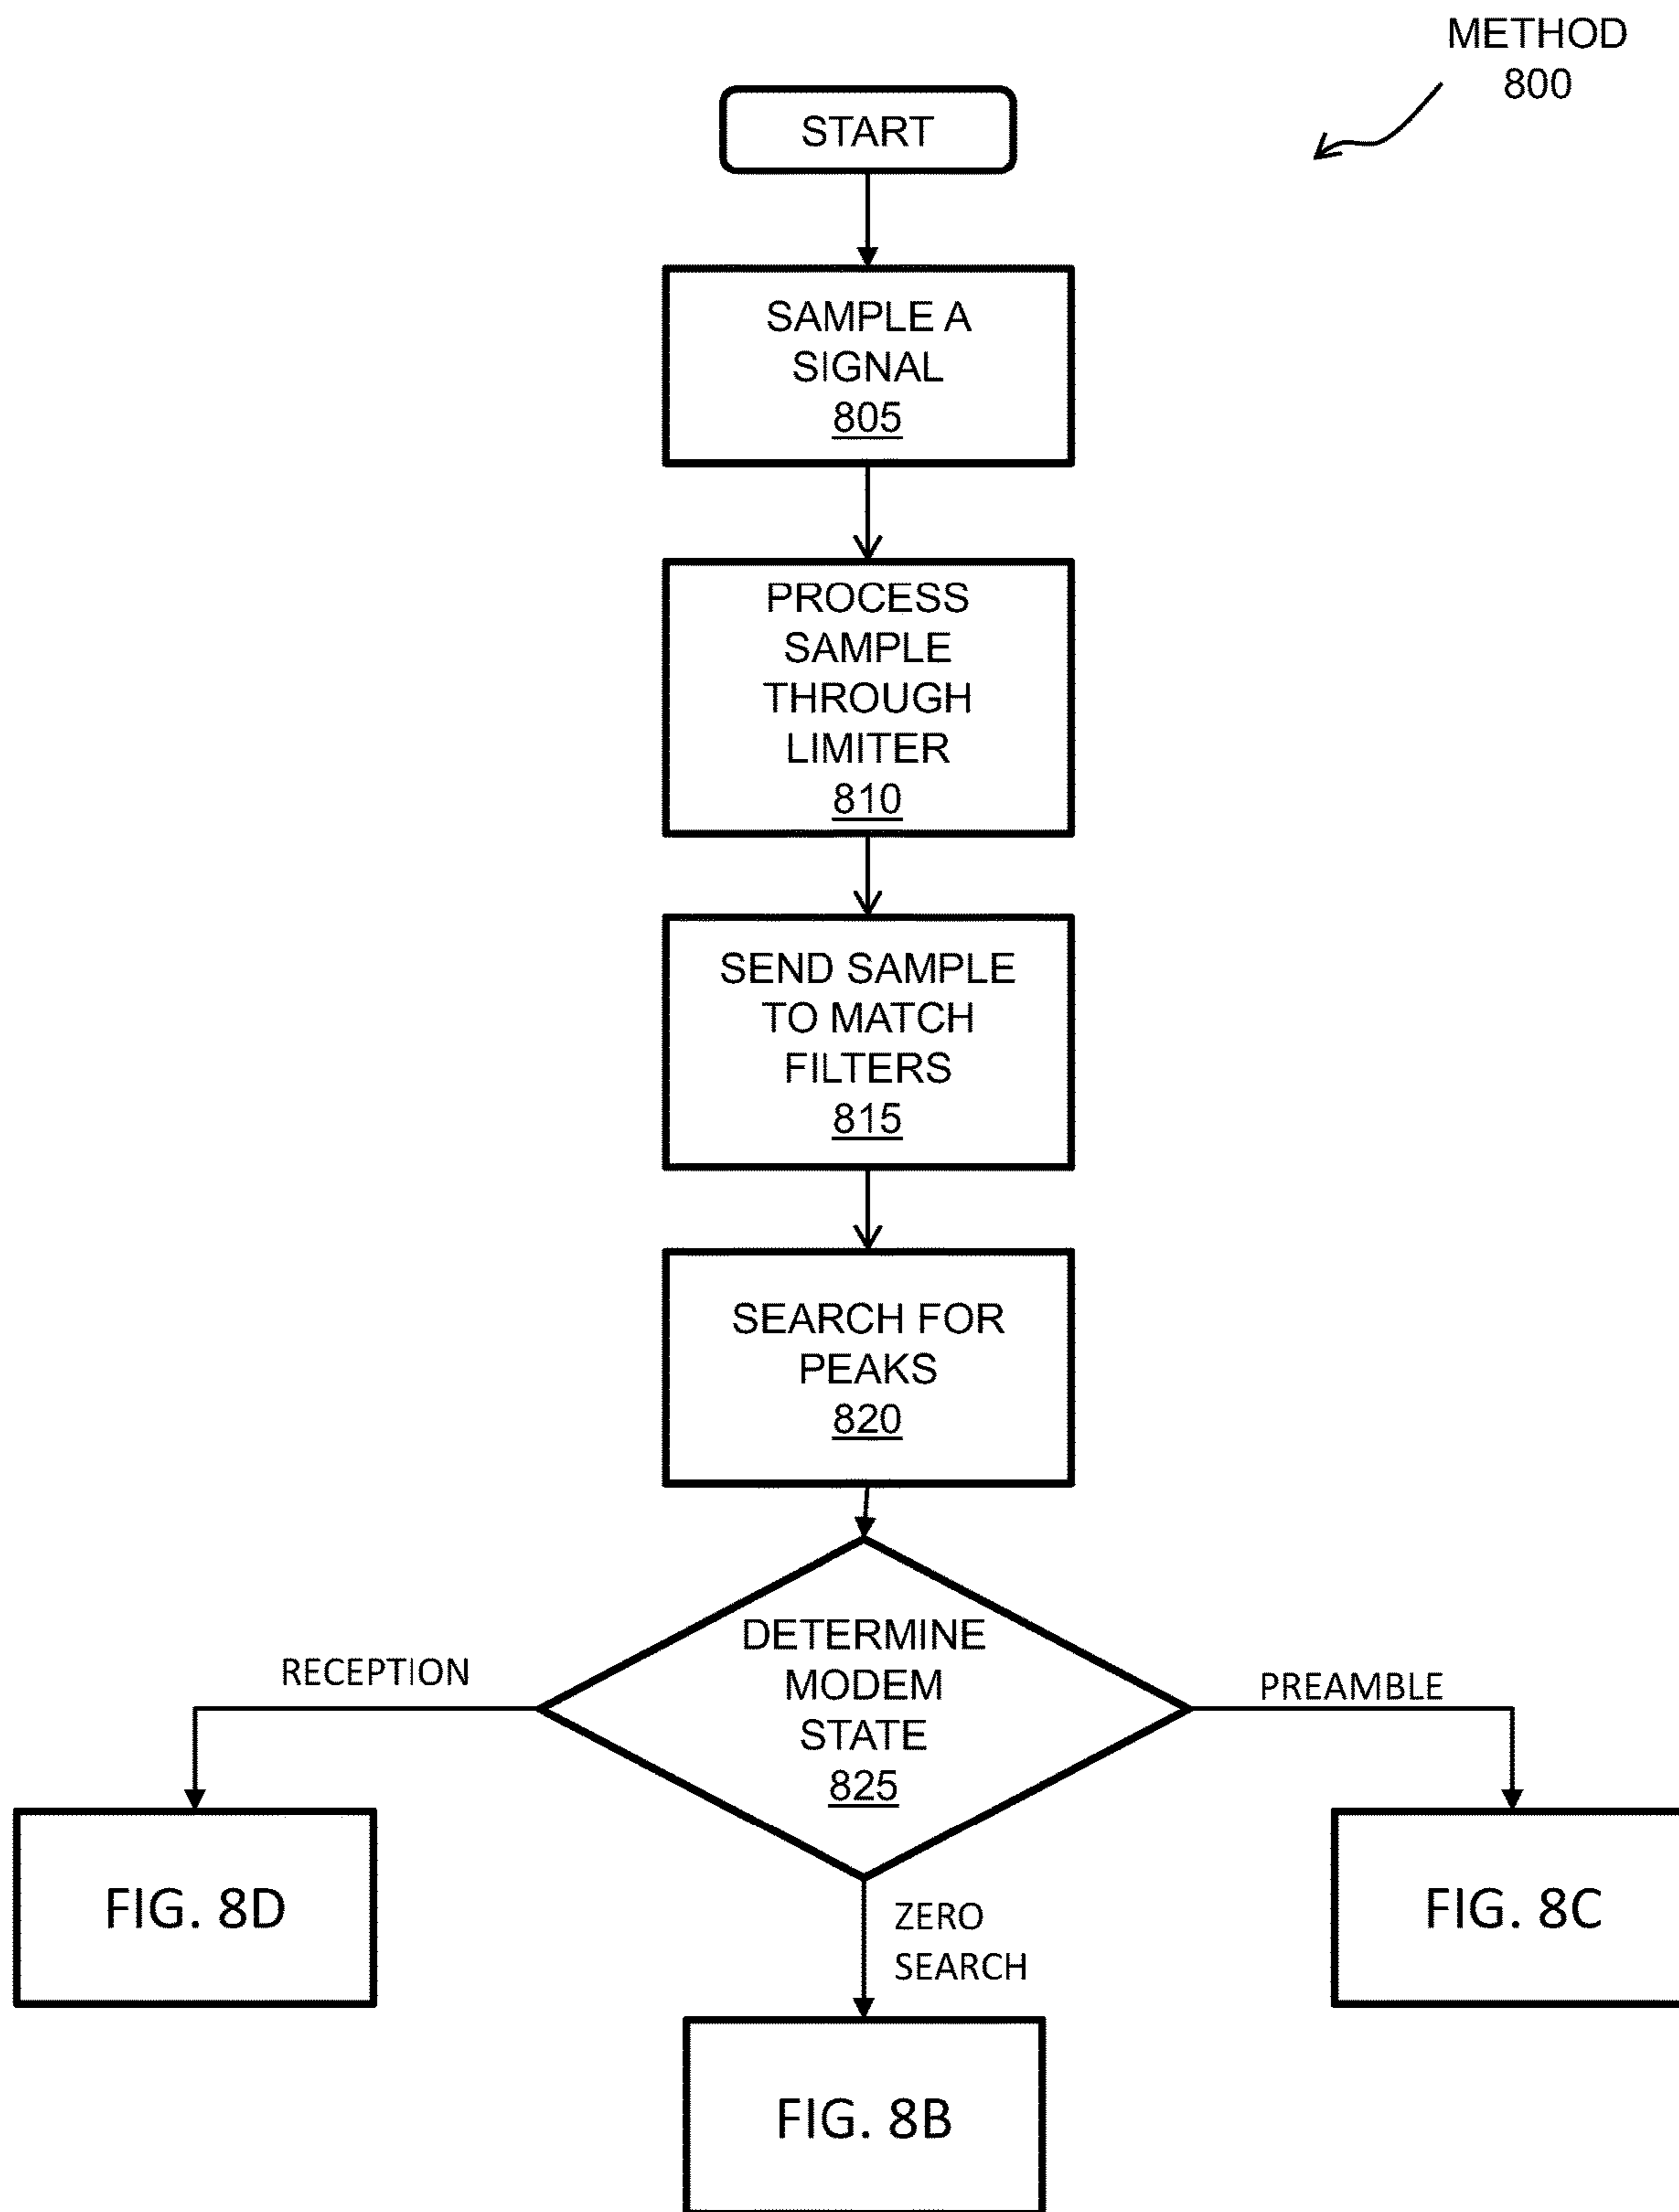 METHOD
800
START
SAMPLE A
SIGNAL
805
PROCESS
SAMPLE
THROUGH
LIMITER
810
SEND SAMPLE
TO MATCH
FILTERS
815
SEARCH FOR
PEAKS
820
DETERMINE
MODEM
STATE
825
RECEPTION
PREAMBLE
ZERO
SEARCH
FIG. 8D
FIG. 8C
FIG. 8B